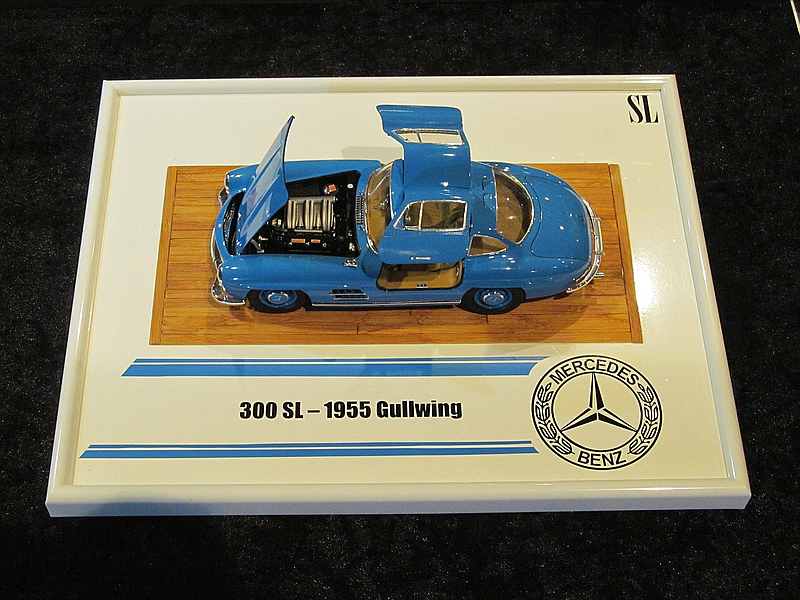 SL
300 SL – 1955 Gullwing
MERCEDES
BENZ